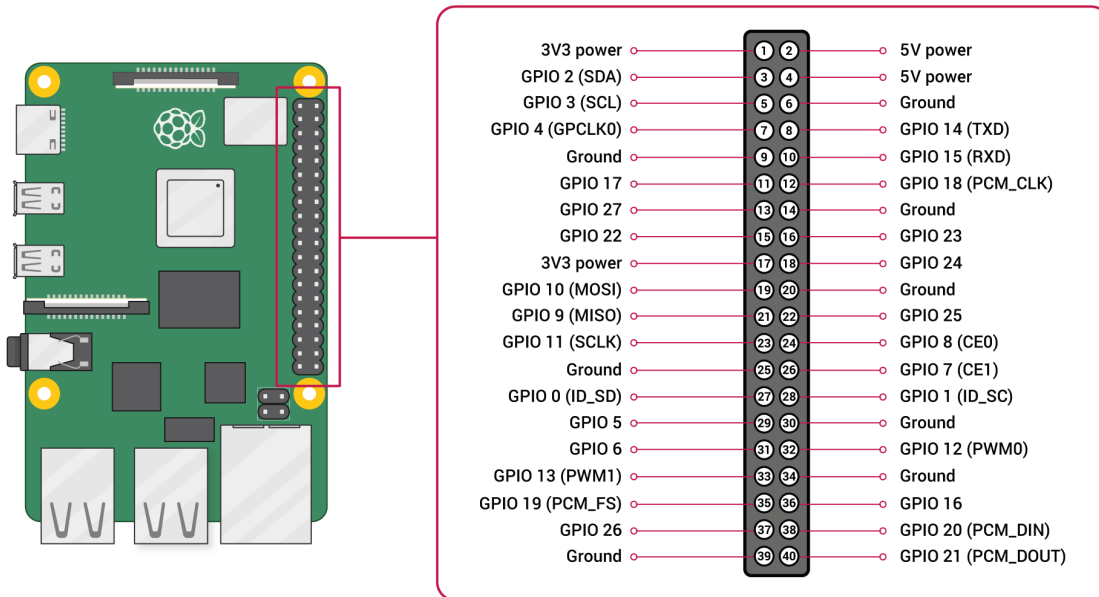 3V3 power 1 2 5V power
GPIO 2 (SDA) 3 4 5V power
GPIO 3 (SCL) 5 6 Ground
GPIO 4 (GPCLK0) 7 8 GPIO 14 (TXD)
Ground 9 10 GPIO 15 (RXD)
GPIO 17 11 12 GPIO 18 (PCM_CLK)
GPIO 27 13 14 Ground
GPIO 22 15 16 GPIO 23
3V3 power 17 18 GPIO 24
GPIO 10 (MOSI) 19 20 Ground
GPIO 9 (MISO) 21 22 GPIO 25
GPIO 11 (SCLK) 23 24 GPIO 8 (CE0)
Ground 25 26 GPIO 7 (CE1)
GPIO 0 (ID_SD) 27 28 GPIO 1 (ID_SC)
GPIO 5 29 30 Ground
GPIO 6 31 32 GPIO 12 (PWM0)
GPIO 13 (PWM1) 33 34 Ground
GPIO 19 (PCM_FS) 35 36 GPIO 16
GPIO 26 37 38 GPIO 20 (PCM_DIN)
Ground 39 40 GPIO 21 (PCM_DOUT)